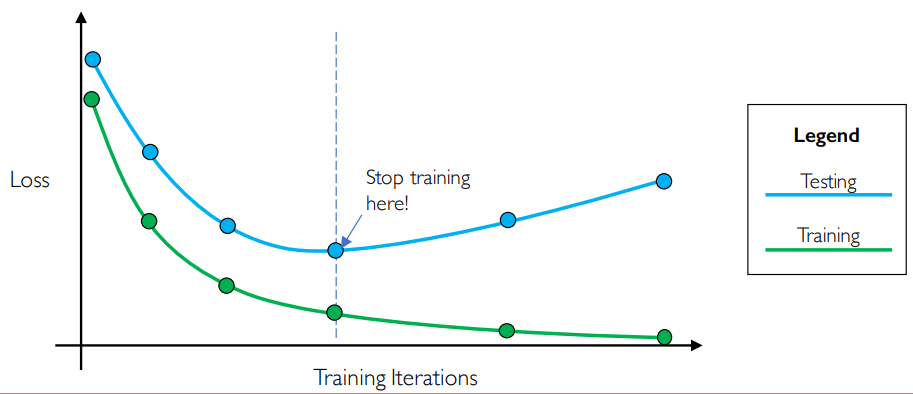 Loss
Stop training
here!
Training Iterations
Legend
Testing
Training